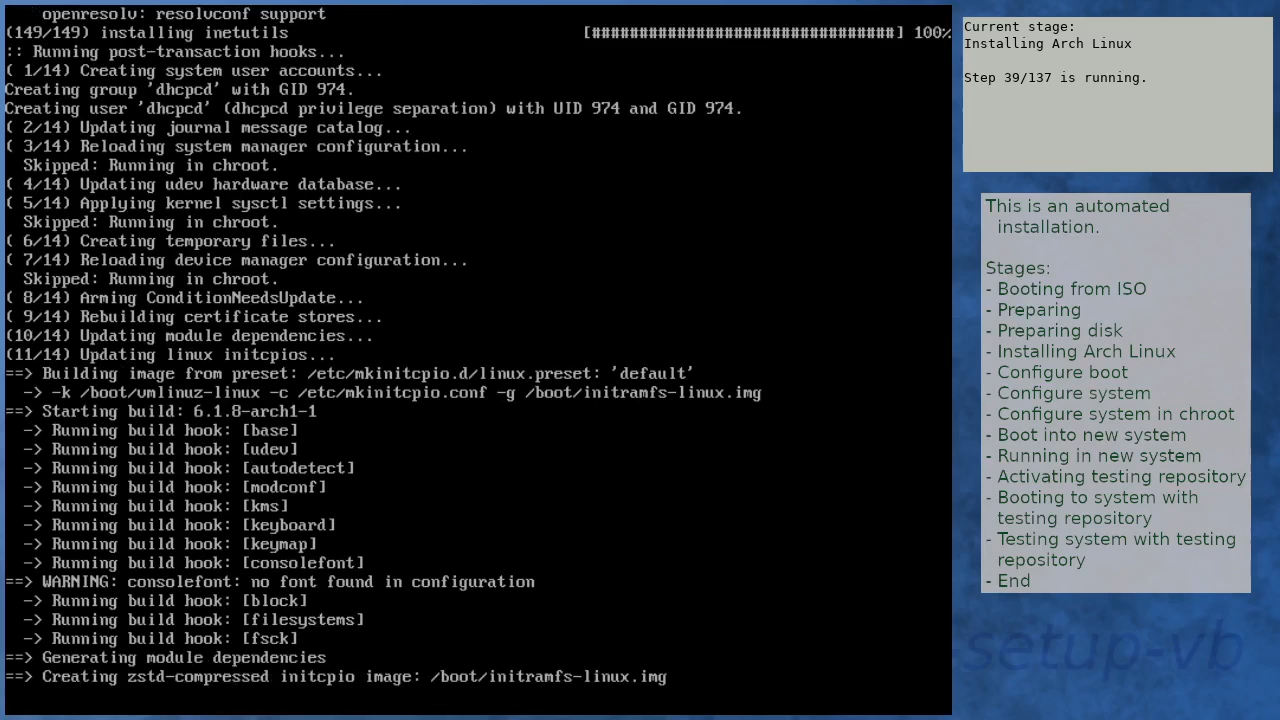 openresolv: resolvconf support
(149/149) installing inetutils [################################] 100%
:: Running post-transaction hooks...
( 1/14) Creating system user accounts...
Creating group 'dhcpcd' with GID 974.
Creating user 'dhcpcd' (dhcpcd privilege separation) with UID 974 and GID 974.
( 2/14) Updating journal message catalog...
( 3/14) Reloading system manager configuration...
Skipped: Running in chroot.
( 4/14) Updating udev hardware database...
( 5/14) Applying kernel sysctl settings...
Skipped: Running in chroot.
( 6/14) Creating temporary files...
( 7/14) Reloading device manager configuration...
Skipped: Running in chroot.
( 8/14) Arming ConditionNeedsUpdate...
( 9/14) Rebuilding certificate stores...
(10/14) Updating module dependencies...
(11/14) Updating linux initcpios...
==> Building image from preset: /etc/mkinitcpio.d/linux.preset: 'default'
-> -k /boot/vmlinuz-linux -c /etc/mkinitcpio.conf -g /boot/initramfs-linux.img
==> Starting build: 6.1.8-arch1-1
-> Running build hook: [base]
-> Running build hook: [udev]
-> Running build hook: [autodetect]
-> Running build hook: [modconf]
-> Running build hook: [kms]
-> Running build hook: [keyboard]
-> Running build hook: [keymap]
-> Running build hook: [consolefont]
==> WARNING: consolefont: no font found in configuration
-> Running build hook: [block]
-> Running build hook: [filesystems]
-> Running build hook: [fsck]
==> Generating module dependencies
==> Creating zstd-compressed initcpio image: /boot/initramfs-linux.img
Current stage:
Installing Arch Linux
Step 39/137 is running.
This is an automated
installation.
Stages:
- Booting from ISO
- Preparing
- Preparing disk
- Installing Arch Linux
- Configure boot
- Configure system
- Configure system in chroot
- Boot into new system
- Running in new system
- Activating testing repository
- Booting to system with
testing repository
- Testing system with testing
repository
- End
-setup-vb